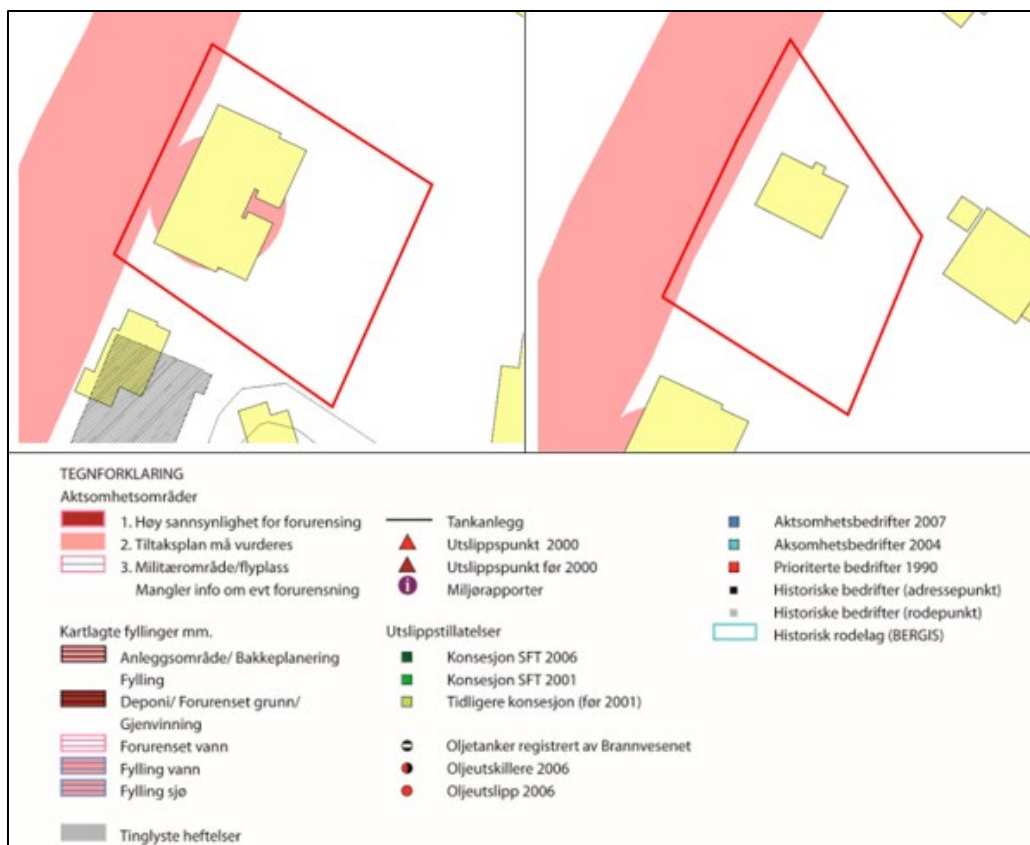 TEGNFORKLARING
Aktsomhetsområder
1. Høy sannsynlighet for forurensing
2. Tiltaksplan må vurderes
3. Militærområde/flyplass
Mangler info om evt forurensning
Kartlagte fyllinger mm.
Anleggsområde/ Bakkeplanering
Fylling
Deponi/ Forurenset grunn/
Gjenvinning
Forurenset vann
Fylling vann
Fylling sjø
Tinglyste heftelser
Tankanlegg
Utslippspunkt 2000
Utslippspunkt før 2000
i
Miljørapporter
Utslippstillatelser
Konsesjon SFT 2006
Konsesjon SFT 2001
Tidligere konsesjon (før 2001)
Oljetanker registrert av Brannvesenet
Oljeutskillere 2006
Oljeutslipp 2006
Aktsomhetsbedrifter 2007
Aksomhetsbedrifter 2004
Prioriterte bedrifter 1990
Historiske bedrifter (adressepunkt)
Historiske bedrifter (rodepunkt)
Historisk rodelag (BERGIS)